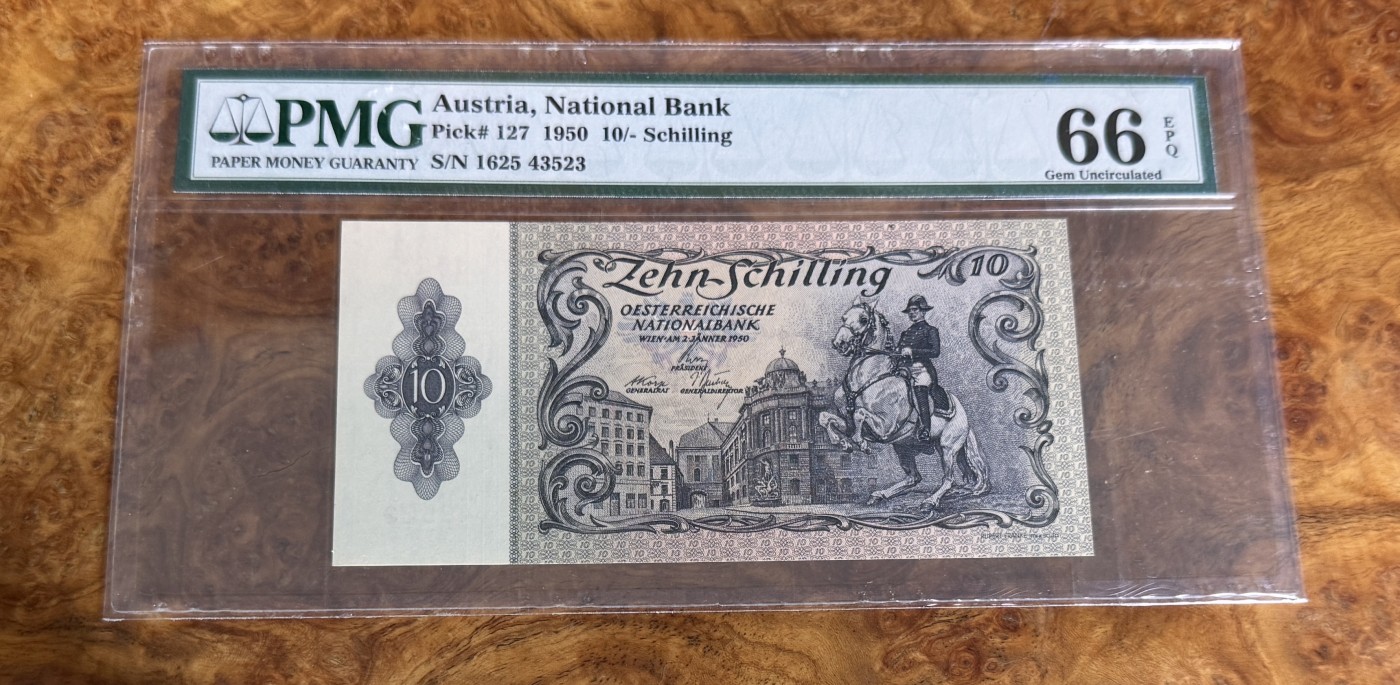 PMG
PAPER MONEY GUARANTY
Austria, National Bank
Pick# 127 1950 10/- Schilling
S/N 1625 43523
66
EPQ
Gem Uncirculated
Zehn Schilling
10
OESTERREICHISCHE
NATIONALBANK
WIEN·AM 2·JÄNNER 1950
PRÄSIDENT
GENERALRAT GENERALDIREKTOR
10